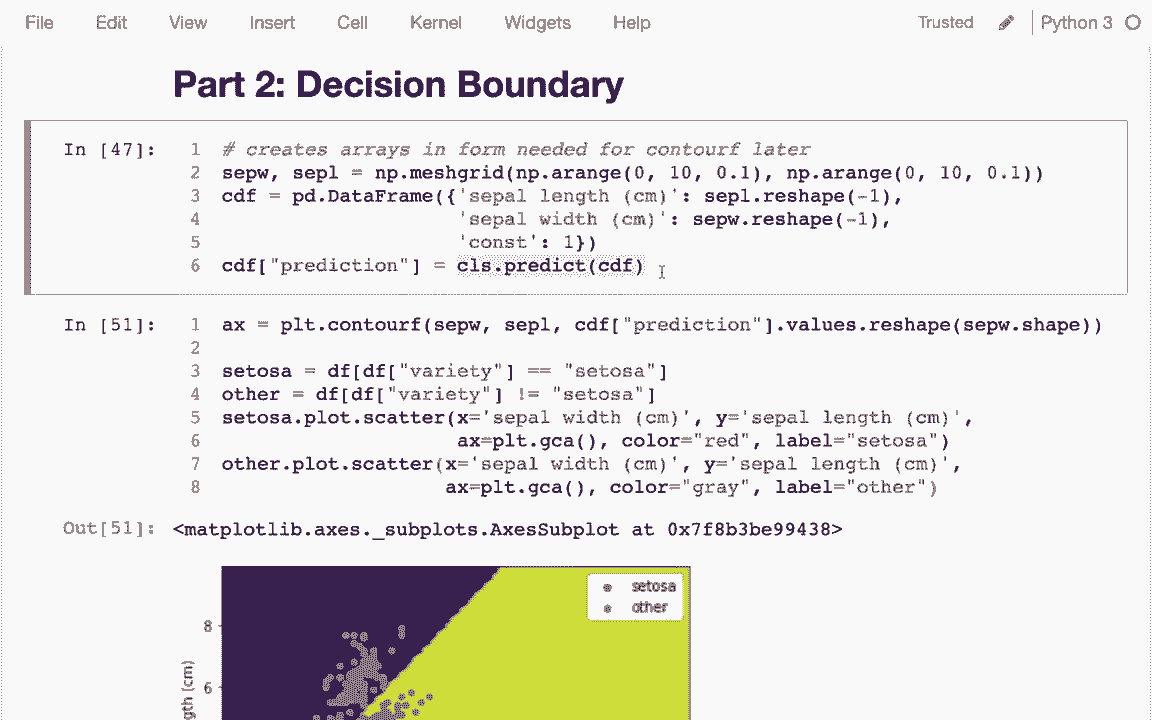 File Edit View Insert Cell Kernel Widgets Help Trusted Python 3
Part 2: Decision Boundary
In [47]:
1 # creates arrays in form needed for contourf later
2 sepw, sepl = np.meshgrid(np.arange(0, 10, 0.1), np.arange(0, 10, 0.1))
3 cdf = pd.DataFrame({'sepal length (cm)': sepl.reshape(-1),
4 'sepal width (cm)': sepw.reshape(-1),
5 'const': 1})
6 cdf["prediction"] = cls.predict(cdf)
In [51]:
1 ax = plt.contourf(sepw, sepl, cdf["prediction"].values.reshape(sepw.shape))
2
3 setosa = df[df["variety"] == "setosa"]
4 other = df[df["variety"] != "setosa"]
5 setosa.plot.scatter(x='sepal width (cm)', y='sepal length (cm)',
6 ax=plt.gca(), color="red", label="setosa")
7 other.plot.scatter(x='sepal width (cm)', y='sepal length (cm)',
8 ax=plt.gca(), color="gray", label="other")
Out[51]: <matplotlib.axes._subplots.AxesSubplot at 0x7f8b3be99438>
setosa
other
8
6
(cm)